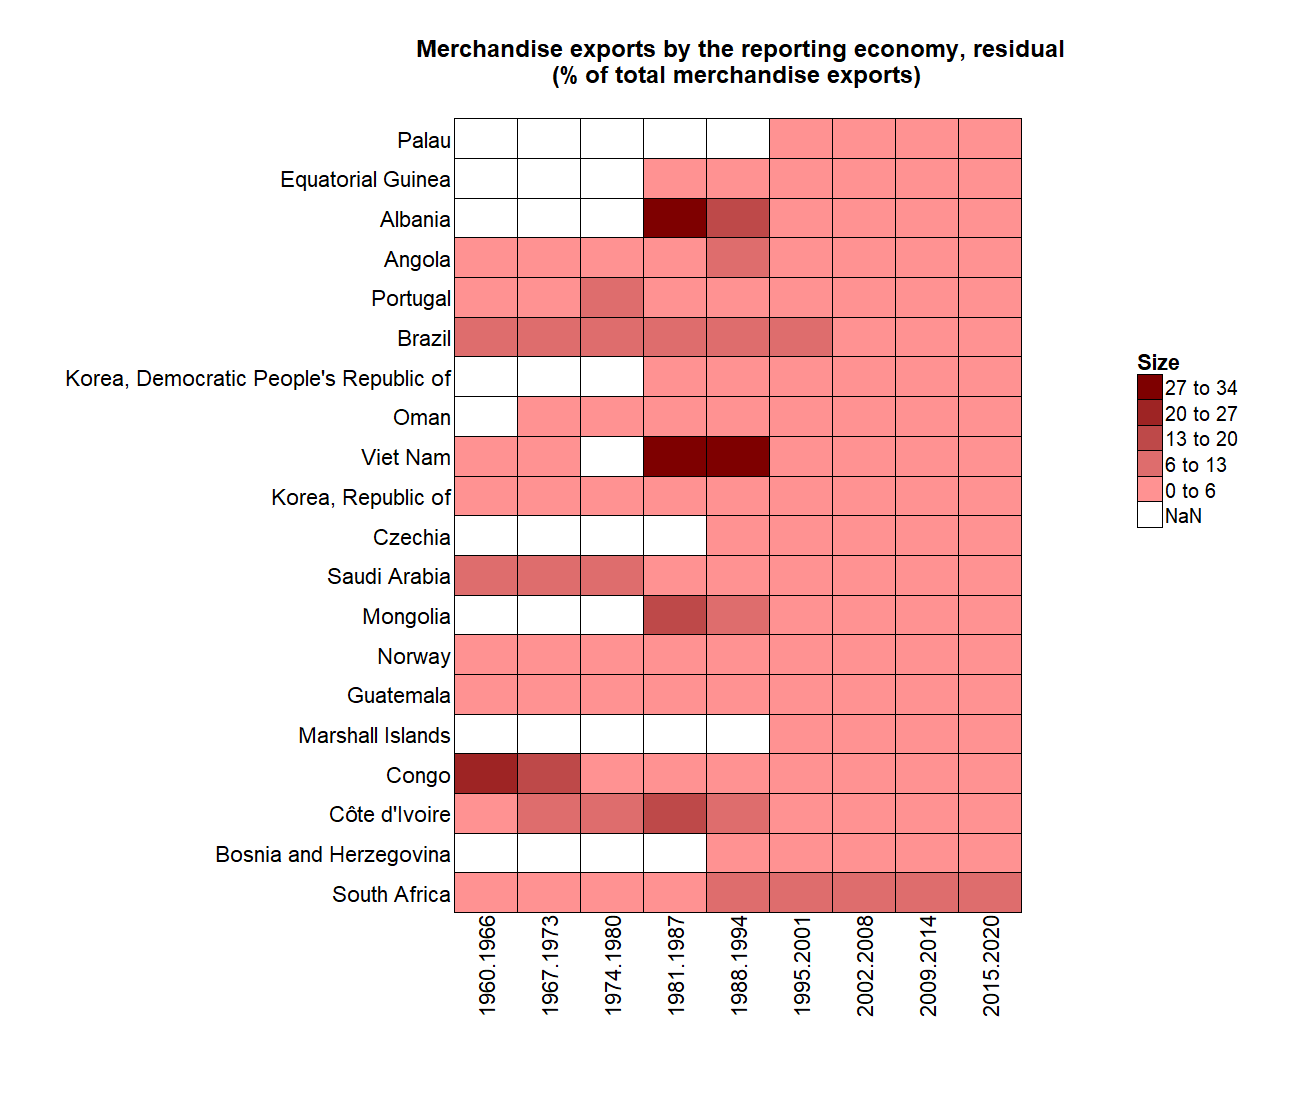 Merchandise exports by the reporting economy, residual
(% of total merchandise exports)
Palau
Equatorial Guinea
Albania
Angola
Portugal
Brazil
Korea, Democratic People's Republic of
Oman
Viet Nam
Korea, Republic of
Czechia
Saudi Arabia
Mongolia
Norway
Guatemala
Marshall Islands
Congo
Côte d'Ivoire
Bosnia and Herzegovina
South Africa
1960.1966
1967.1973
1974.1980
1981.1987
1988.1994
1995.2001
2002.2008
2009.2014
2015.2020
Size
27 to 34
20 to 27
13 to 20
6 to 13
0 to 6
NaN